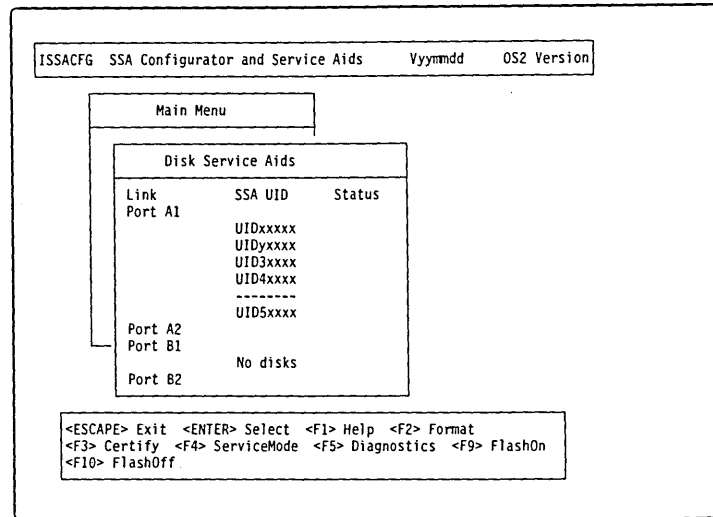 ISSACFG SSA Configurator and Service Aids Vyymmdd OS2 Version
Main Menu
Disk Service Aids
Link SSA UID Status
Port A1
UIDxxxxx
UIDyxxxx
UID3xxxx
UID4xxxx
--------
UID5xxxx
Port A2
Port B1
No disks
Port B2
<ESCAPE> Exit <ENTER> Select <F1> Help <F2> Format
<F3> Certify <F4> ServiceMode <F5> Diagnostics <F9> FlashOn
<F10> FlashOff